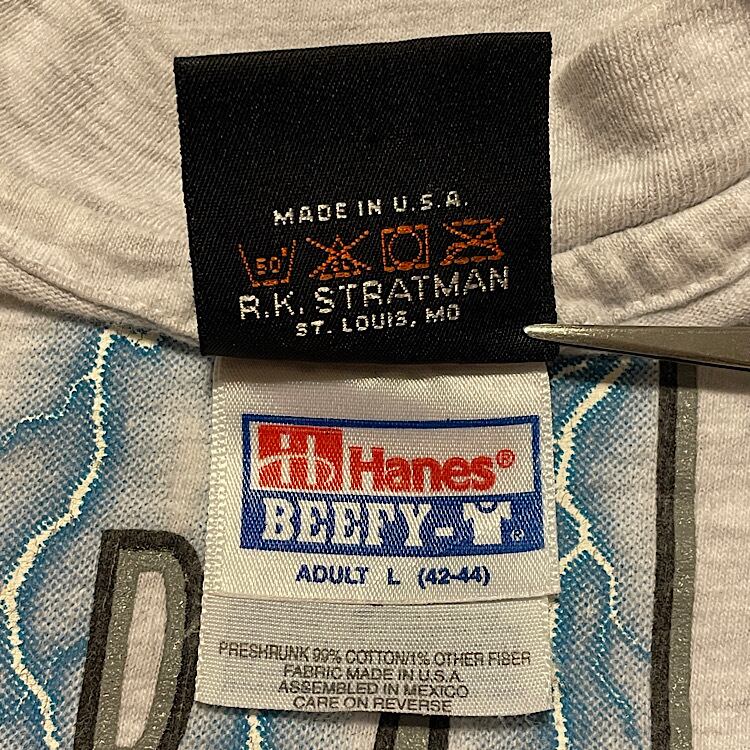 MADE IN U.S.A.
50°
R.K. STRATMAN
ST. LOUIS, MO
Hanes®
BEEFY-
ADULT L (42-44)
PRESHRUNK 99% COTTON/1% OTHER FIBER
FABRIC MADE IN U.S.A
ASSEMBLED IN MEXICO
CARE ON REVERSE